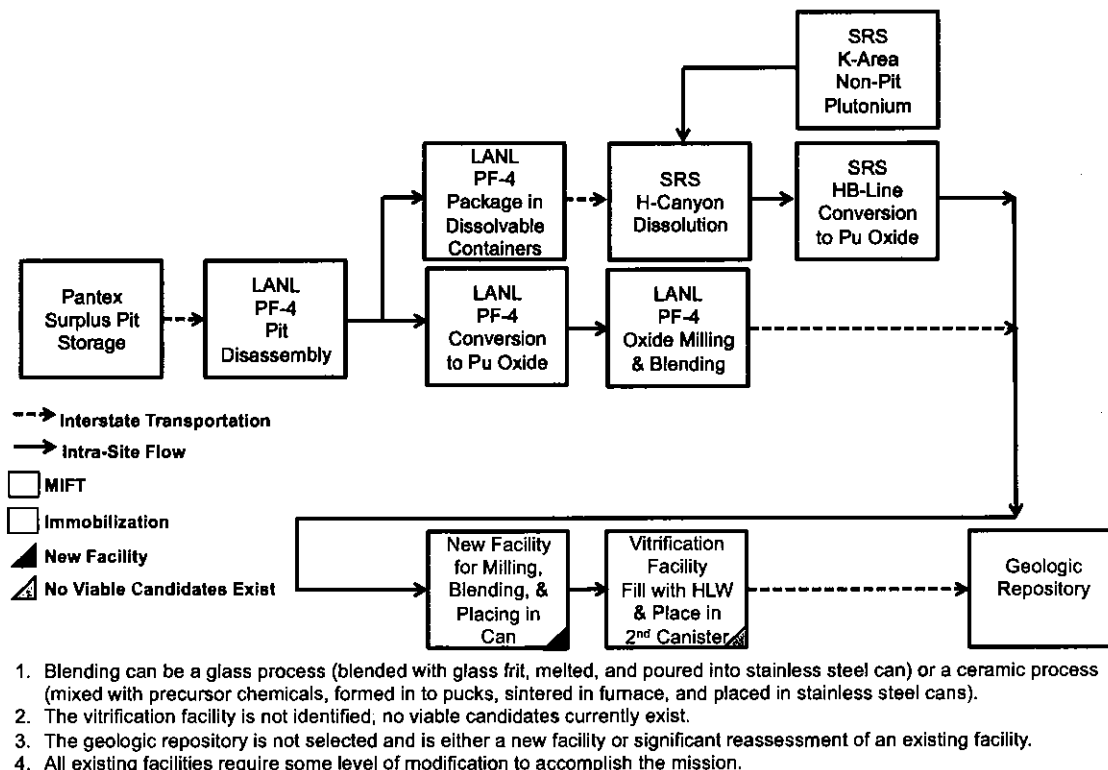 SRS
K-Area
Non-Pit
Plutonium
LANL
PF-4
Package in
Dissolvable
Containers
SRS
H-Canyon
Dissolution
SRS
HB-Line
Conversion
to Pu Oxide
Pantex
Surplus Pit
Storage
LANL
PF-4
Pit
Disassembly
LANL
PF-4
Conversion
to Pu Oxide
LANL
PF-4
Oxide Milling
& Blending
Interstate Transportation
Intra-Site Flow
MIFT
Immobilization
New Facility
No Viable Candidates Exist
New Facility
for Milling,
Blending, &
Placing in
Can
Vitrification
Facility
Fill with HLW
& Place in
2nd Canister
Geologic
Repository
1. Blending can be a glass process (blended with glass frit, melted, and poured into stainless steel can) or a ceramic process
(mixed with precursor chemicals, formed in to pucks, sintered in furnace, and placed in stainless steel cans).
2. The vitrification facility is not identified; no viable candidates currently exist.
3. The geologic repository is not selected and is either a new facility or significant reassessment of an existing facility.
4. All existing facilities require some level of modification to accomplish the mission.